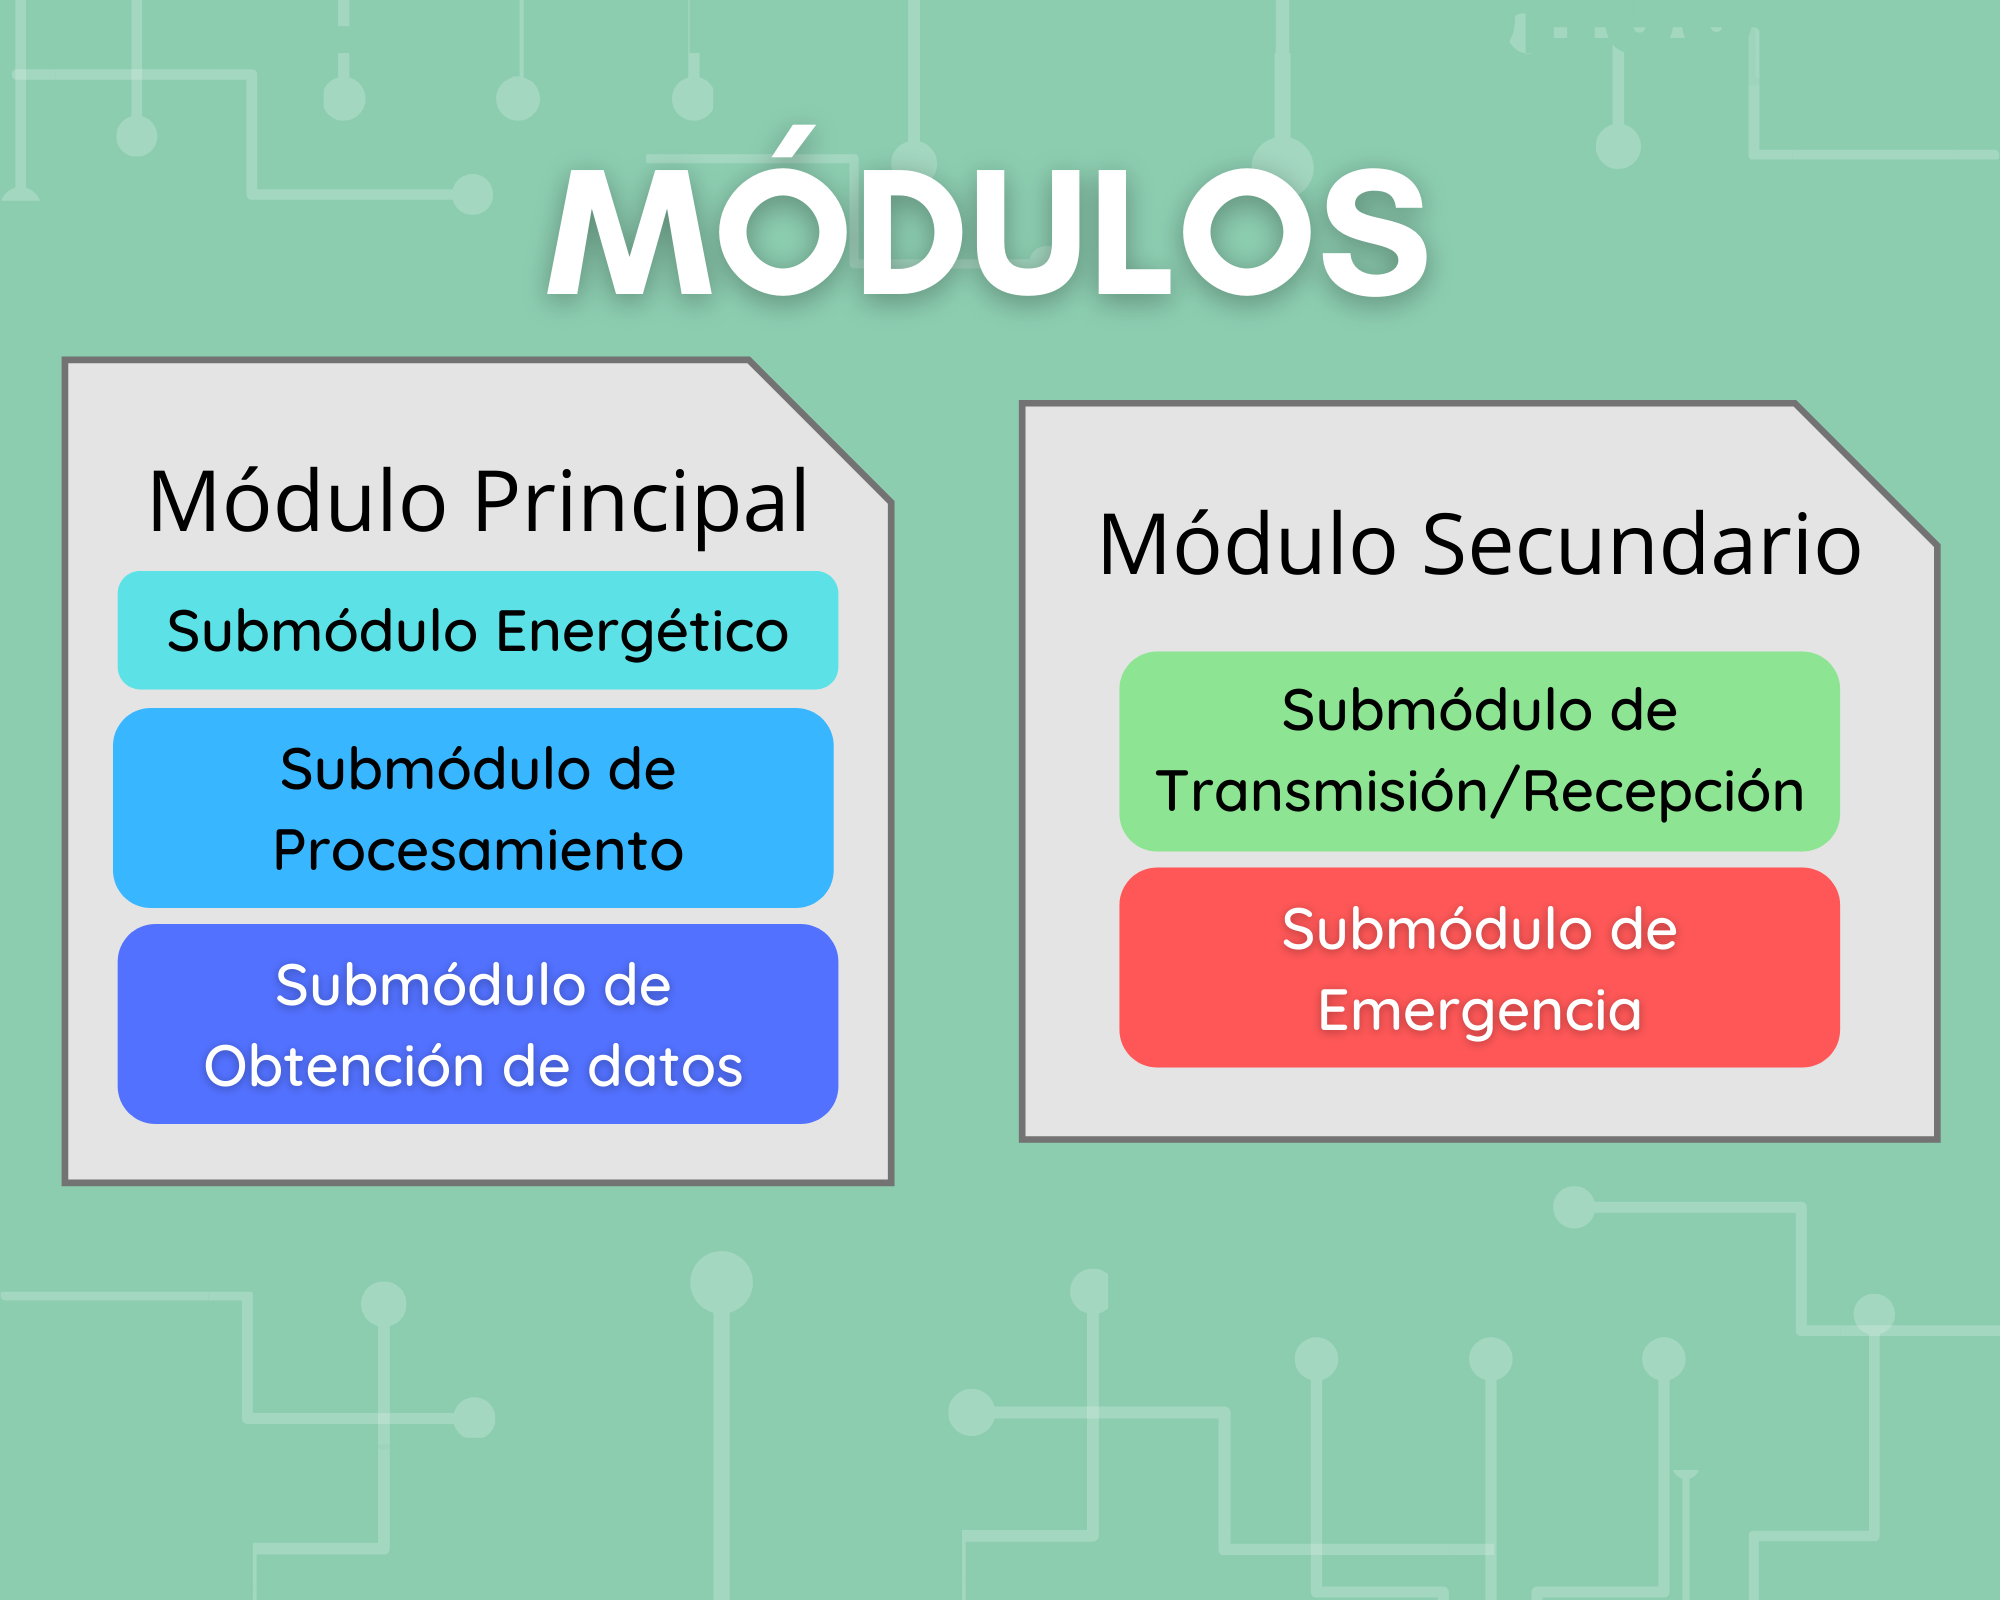 MÓDULOS
Módulo Principal
Submódulo Energético
Submódulo de
Procesamiento
Submódulo de
Obtención de datos
Módulo Secundario
Submódulo de
Transmisión/Recepción
Submódulo de
Emergencia